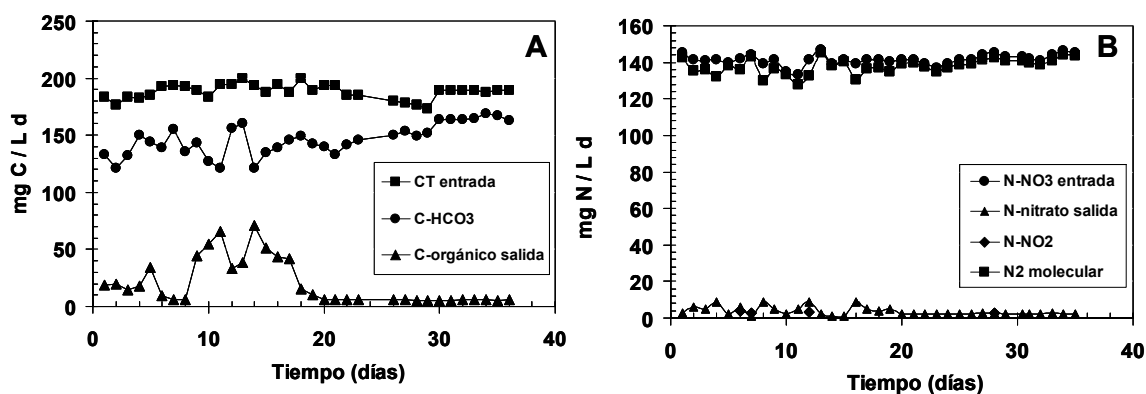 A
mg C / L d
250
200
150
100
50
0
CT entrada
C-HCO3
C-orgánico salida
0 10 20 30 40
Tiempo (días)
B
mg N / L d
160
140
120
100
80
60
40
20
0
N-NO3 entrada
N-nitrato salida
N-NO2
N2 molecular
0 10 20 30 40
Tiempo (días)